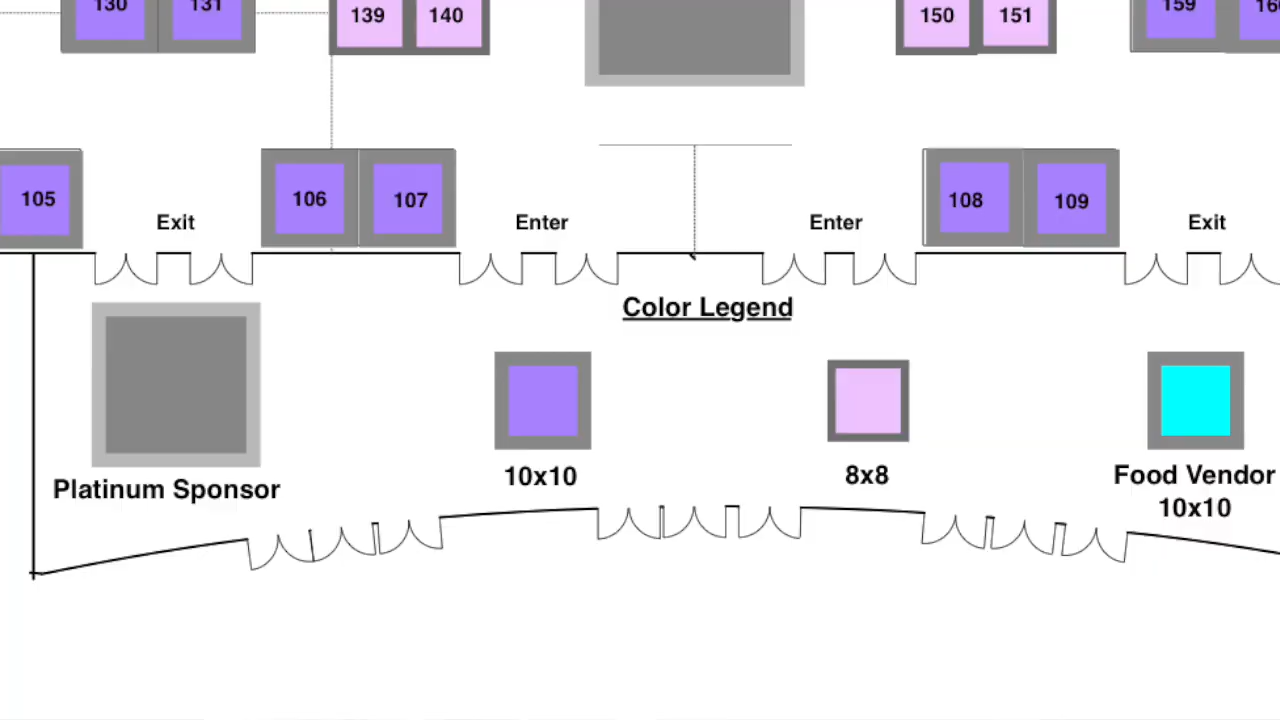 130 131 139 140 150 151 159 160
105 106 107 108 109
Exit Enter Enter Exit
Color Legend
Platinum Sponsor
10x10
8x8
Food Vendor
10x10